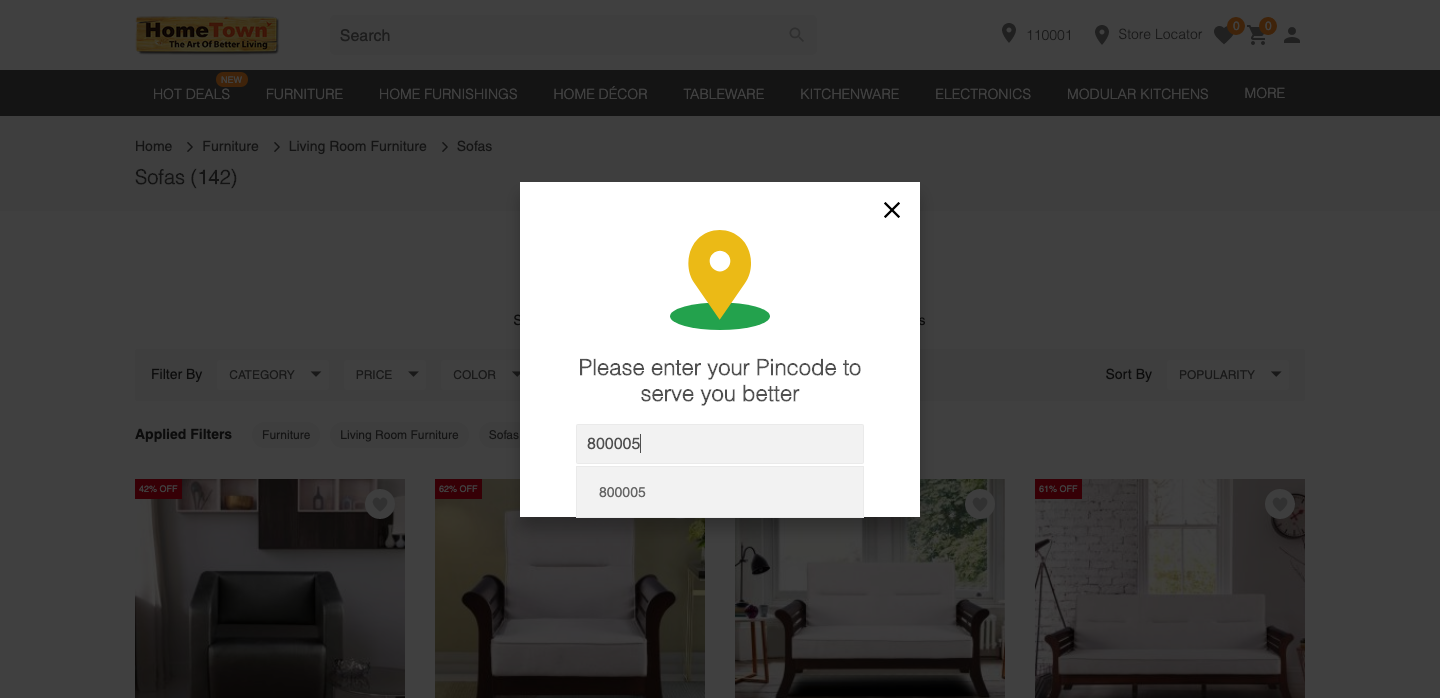 HomeTown
The Art Of Better Living
Search
110001
Store Locator
0
0
HOT DEALS
NEW
FURNITURE
HOME FURNISHINGS
HOME DÉCOR
TABLEWARE
KITCHENWARE
ELECTRONICS
MODULAR KITCHENS
MORE
Home > Furniture > Living Room Furniture > Sofas
Sofas (142)
Please enter your Pincode to
serve you better
800005
800005
Filter By
CATEGORY
PRICE
COLOR
Sort By
POPULARITY
Applied Filters
Furniture
Living Room Furniture
Sofas
42% OFF
62% OFF
61% OFF